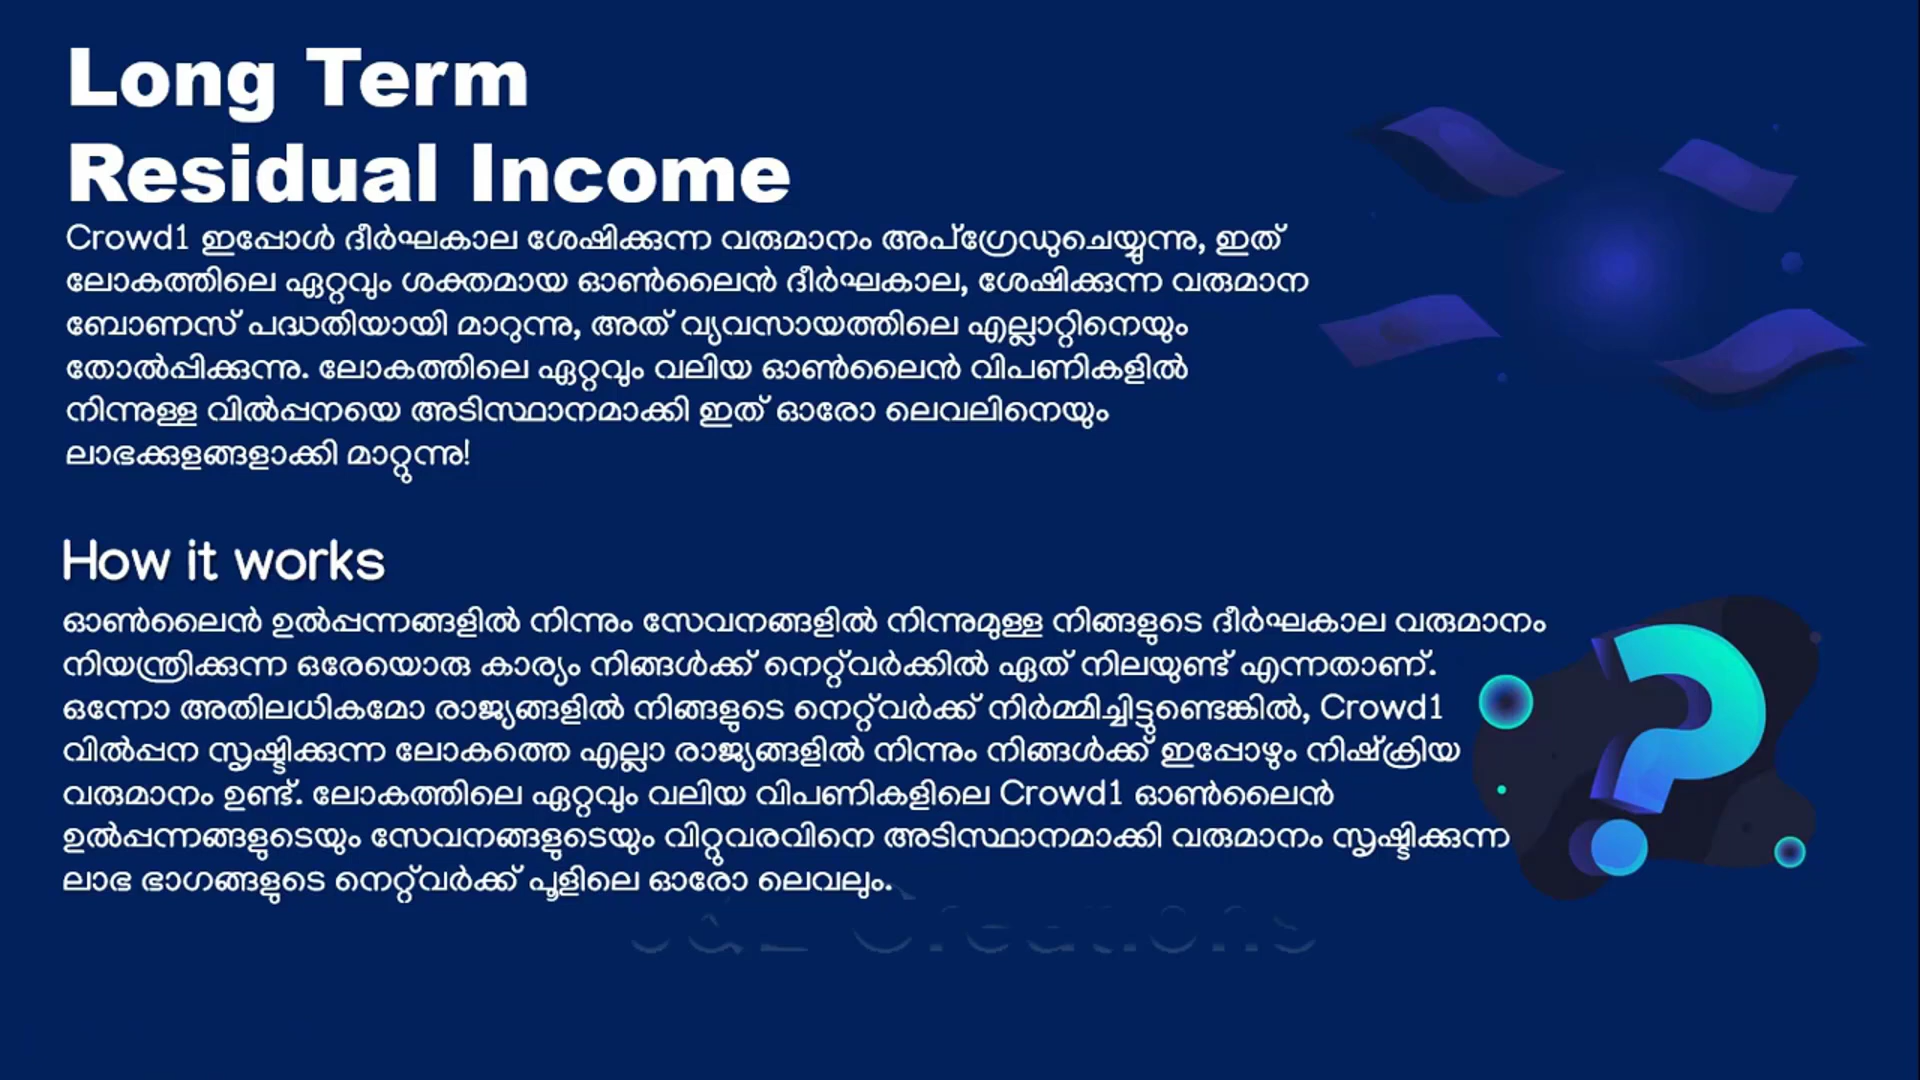 Long Term
Residual Income
Crowd1 ഇപ്പോൾ ദീർഘകാല ശേഷിക്കുന്ന വരുമാനം അപ്ഗ്രേഡുചെയ്യുന്നു, ഇത്
ലോകത്തിലെ ഏറ്റവും ശക്തമായ ഓൺലൈൻ ദീർഘകാല, ശേഷിക്കുന്ന വരുമാന
ബോണസ് പദ്ധതിയായി മാറുന്നു, അത് വ്യവസായത്തിലെ എല്ലാറ്റിനെയും
തോൽപ്പിക്കുന്നു. ലോകത്തിലെ ഏറ്റവും വലിയ ഓൺലൈൻ വിപണികളിൽ
നിന്നുള്ള വിൽപ്പനയെ അടിസ്ഥാനമാക്കി ഇത് ഓരോ ലെവലിനെയും
ലാഭക്കുളങ്ങളാക്കി മാറ്റുന്നു!
How it works
ഓൺലൈൻ ഉൽപ്പന്നങ്ങളിൽ നിന്നും സേവനങ്ങളിൽ നിന്നുമുള്ള നിങ്ങളുടെ ദീർഘകാല വരുമാനം
നിയന്ത്രിക്കുന്ന ഒരേയൊരു കാര്യം നിങ്ങൾക്ക് നെറ്റ്‌വർക്കിൽ ഏത് നിലയുണ്ട് എന്നതാണ്.
ഒന്നോ അതിലധികമോ രാജ്യങ്ങളിൽ നിങ്ങളുടെ നെറ്റ്‌വർക്ക് നിർമ്മിച്ചിട്ടുണ്ടെങ്കിൽ, Crowd1
വിൽപ്പന സൃഷ്ടിക്കുന്ന ലോകത്തെ എല്ലാ രാജ്യങ്ങളിൽ നിന്നും നിങ്ങൾക്ക് ഇപ്പോഴും നിഷ്‌ക്രിയ
വരുമാനം ഉണ്ട്. ലോകത്തിലെ ഏറ്റവും വലിയ വിപണികളിലെ Crowd1 ഓൺലൈൻ
ഉൽപ്പന്നങ്ങളുടെയും സേവനങ്ങളുടെയും വിറ്റുവരവിനെ അടിസ്ഥാനമാക്കി വരുമാനം സൃഷ്ടിക്കുന്ന
ലാഭ ഭാഗങ്ങളുടെ നെറ്റ്‌വർക്ക് പൂളിലെ ഓരോ ലെവലും.
Creations